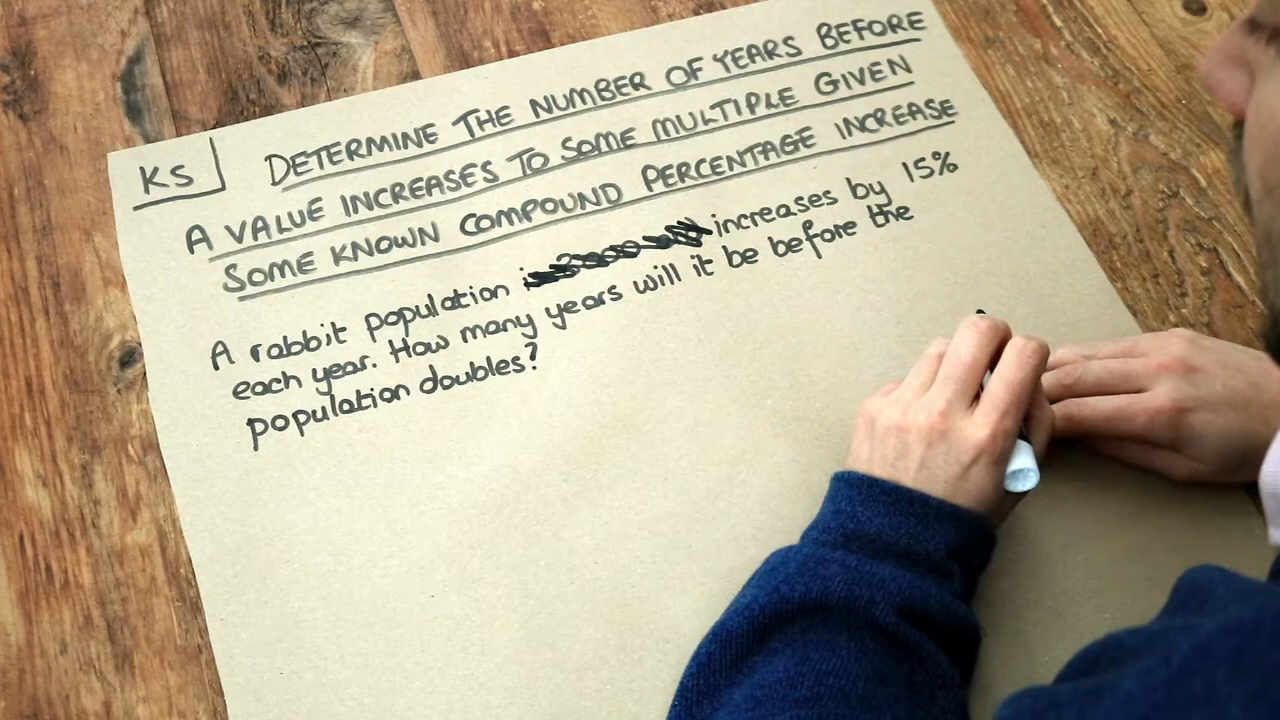 KS
DETERMINE THE NUMBER OF YEARS BEFORE
A VALUE INCREASES TO SOME MULTIPLE GIVEN
SOME KNOWN COMPOUND PERCENTAGE INCREASE
A rabbit population increases by 15%
each year. How many years will it be before the
population doubles?